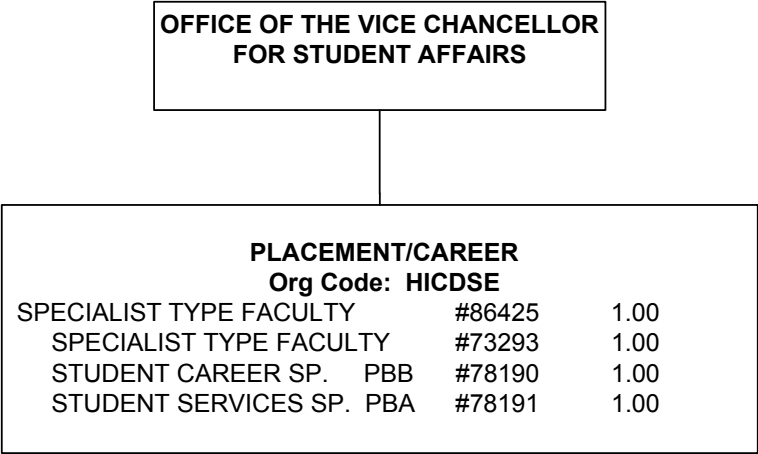 OFFICE OF THE VICE CHANCELLOR
FOR STUDENT AFFAIRS
PLACEMENT/CAREER
Org Code: HICDSE
SPECIALIST TYPE FACULTY #86425 1.00
SPECIALIST TYPE FACULTY #73293 1.00
STUDENT CAREER SP. PBB #78190 1.00
STUDENT SERVICES SP. PBA #78191 1.00